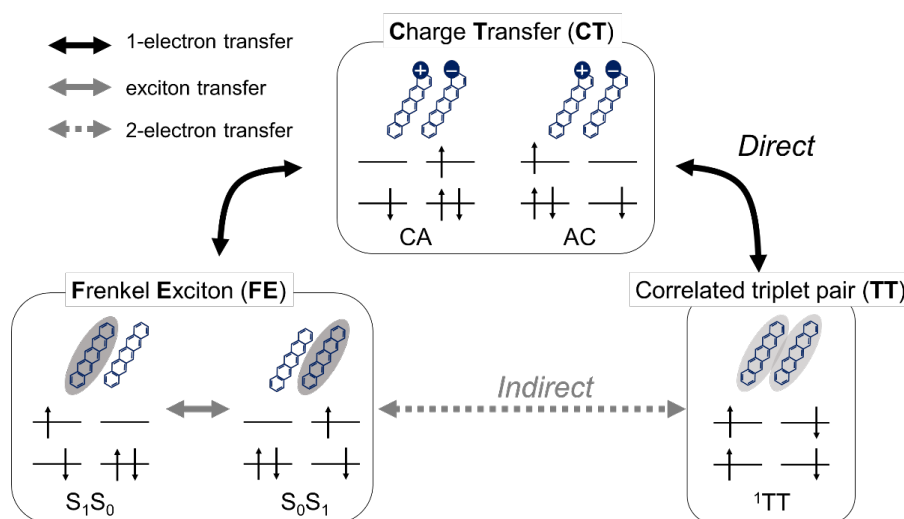 1-electron transfer
exciton transfer
2-electron transfer
Charge Transfer (CT)
+ − + −
CA AC
Direct
Frenkel Exciton (FE)
S₁S₀ S₀S₁
Indirect
Correlated triplet pair (TT)
¹TT